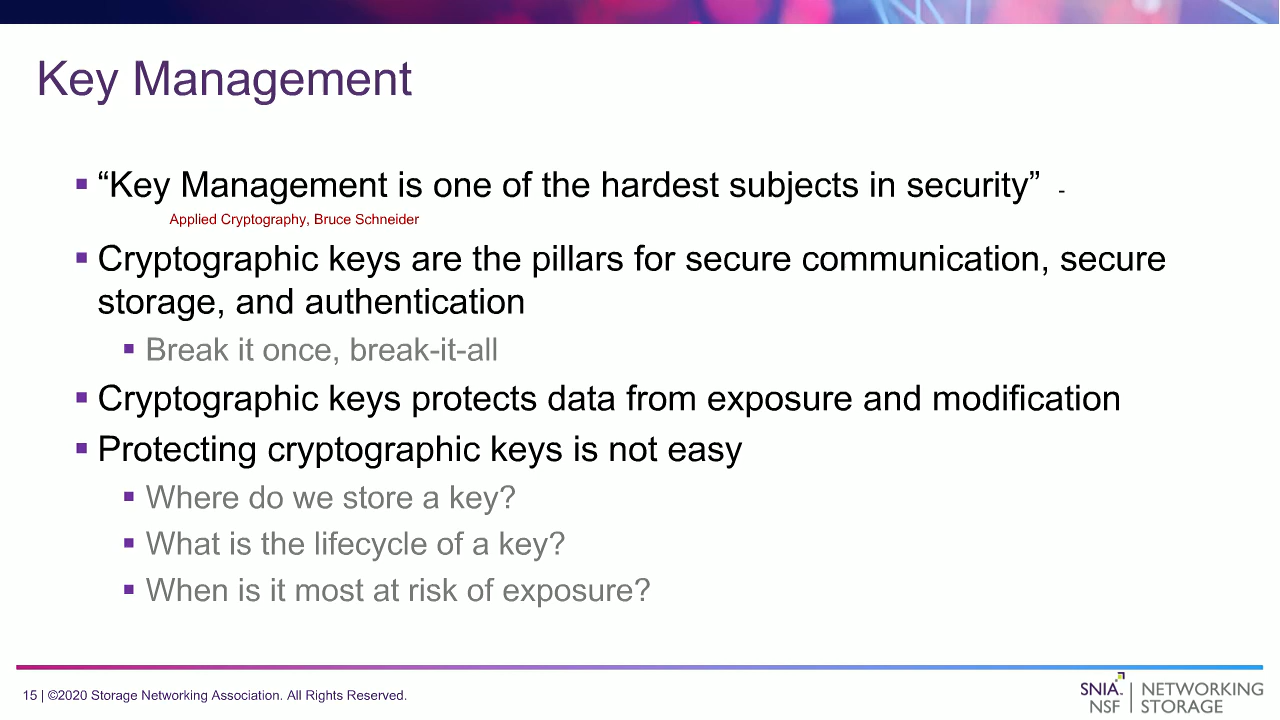 Key Management
“Key Management is one of the hardest subjects in security” -
Applied Cryptography, Bruce Schneider
Cryptographic keys are the pillars for secure communication, secure
storage, and authentication
Break it once, break-it-all
Cryptographic keys protects data from exposure and modification
Protecting cryptographic keys is not easy
Where do we store a key?
What is the lifecycle of a key?
When is it most at risk of exposure?
15 | ©2020 Storage Networking Association. All Rights Reserved.
SNIA. | NETWORKING
NSF | STORAGE